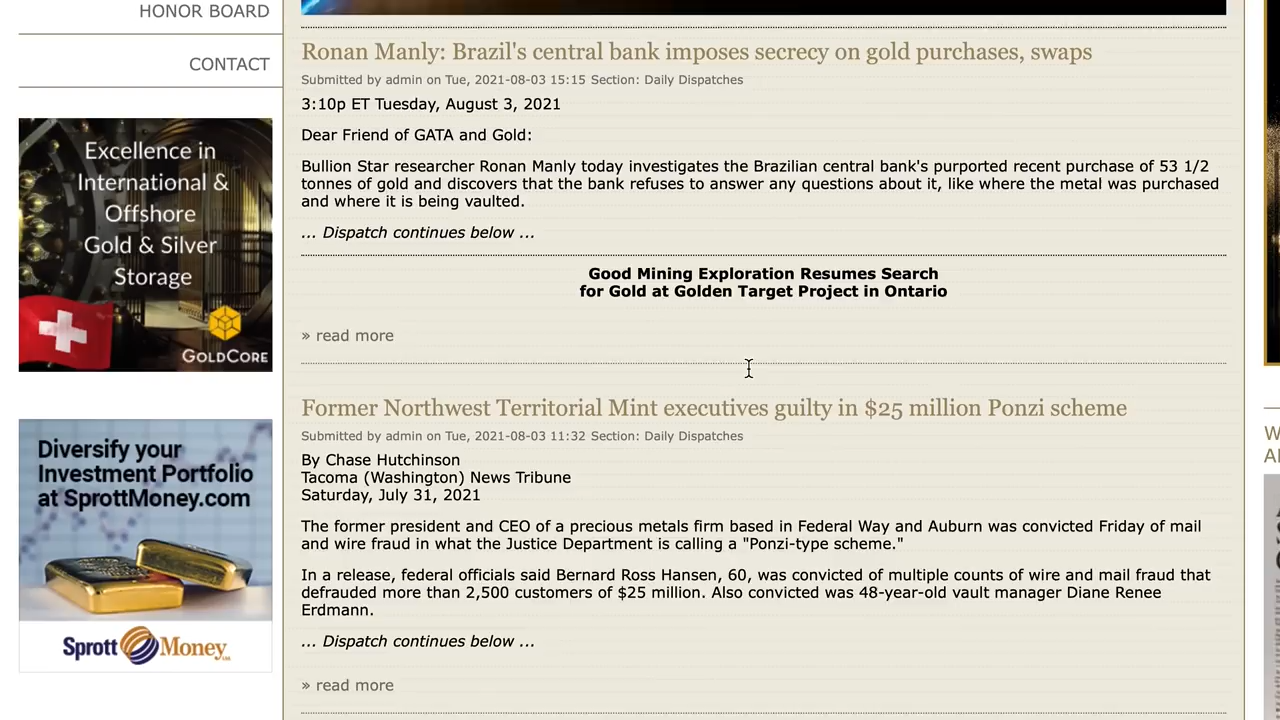 HONOR BOARD
CONTACT
Excellence in
International &
Offshore
Gold & Silver
Storage
GOLDCORE
Diversify your
Investment Portfolio
at SprottMoney.com
Sprott Money
Ronan Manly: Brazil's central bank imposes secrecy on gold purchases, swaps
Submitted by admin on Tue, 2021-08-03 15:15 Section: Daily Dispatches
3:10p ET Tuesday, August 3, 2021
Dear Friend of GATA and Gold:
Bullion Star researcher Ronan Manly today investigates the Brazilian central bank's purported recent purchase of 53 1/2
tonnes of gold and discovers that the bank refuses to answer any questions about it, like where the metal was purchased
and where it is being vaulted.
... Dispatch continues below ...
Good Mining Exploration Resumes Search
for Gold at Golden Target Project in Ontario
» read more
Former Northwest Territorial Mint executives guilty in $25 million Ponzi scheme
Submitted by admin on Tue, 2021-08-03 11:32 Section: Daily Dispatches
By Chase Hutchinson
Tacoma (Washington) News Tribune
Saturday, July 31, 2021
The former president and CEO of a precious metals firm based in Federal Way and Auburn was convicted Friday of mail
and wire fraud in what the Justice Department is calling a "Ponzi-type scheme."
In a release, federal officials said Bernard Ross Hansen, 60, was convicted of multiple counts of wire and mail fraud that
defrauded more than 2,500 customers of $25 million. Also convicted was 48-year-old vault manager Diane Renee
Erdmann.
... Dispatch continues below ...
» read more